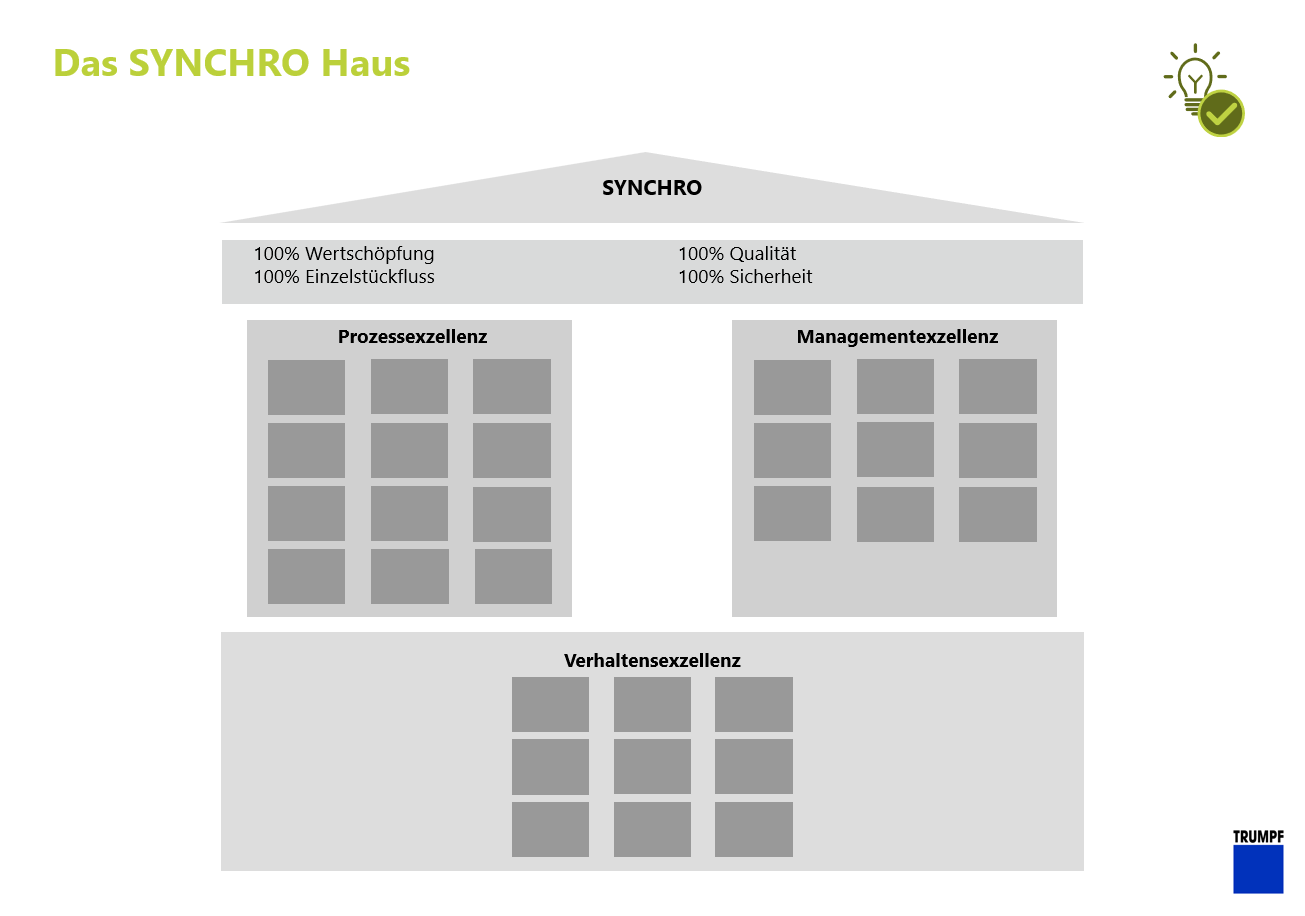 Das SYNCHRO Haus
SYNCHRO
100% Wertschöpfung
100% Einzelstückfluss
100% Qualität
100% Sicherheit
Prozessexzellenz
Managementexzellenz
Verhaltensexzellenz
TRUMPF